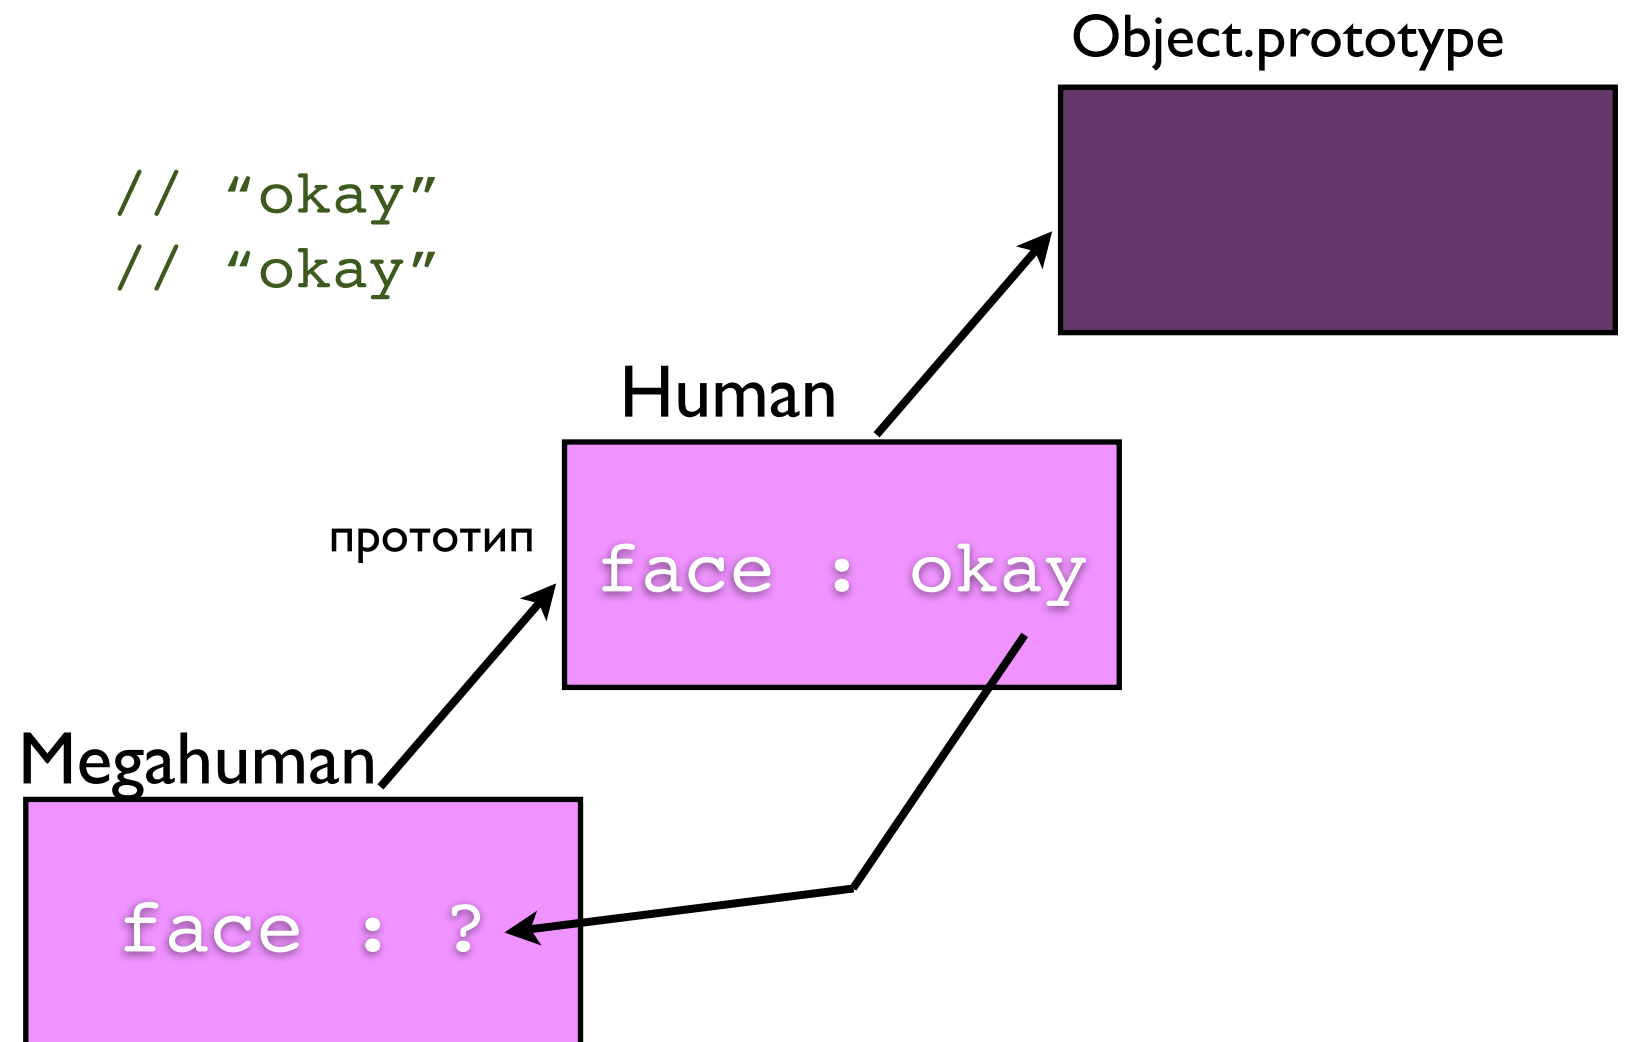 Object.prototype
// “okay”
// “okay”
Human
прототип
face : okay
Megahuman
face : ?